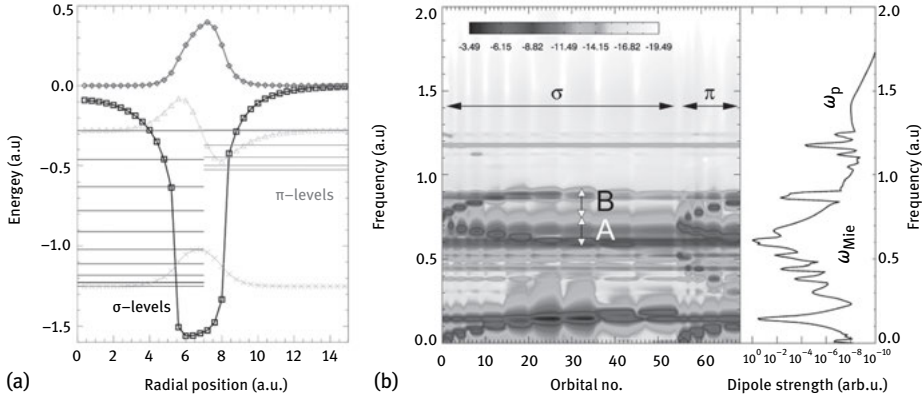 0.5
0.0
−0.5
−1.0
−1.5
Energey (a.u)
π−levels
σ−levels
0 2 4 6 8 10 12 14
Radial position (a.u.)
(a)
2.0
1.5
1.0
0.5
0.0
Frequency (a.u)
-3.49 -6.15 -8.82 -11.49 -14.15 -16.82 -19.49
σ
π
B
A
0 10 20 30 40 50 60
Orbital no.
(b)
ωp
ωMie
10⁰ 10⁻² 10⁻⁴ 10⁻⁶ 10⁻⁸ 10⁻¹⁰
Dipole strength (arb.u.)
2.0
1.5
1.0
0.5
0.0
Frequency (a.u)